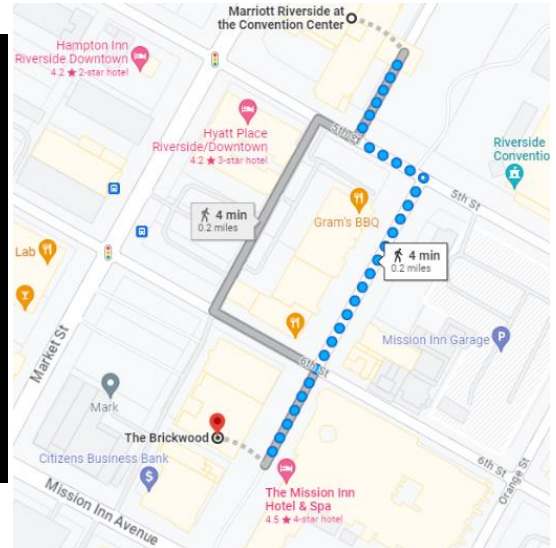 Marriott Riverside at
the Convention Center
Hampton Inn
Riverside Downtown
4.2 ★ 2-star hotel
Hyatt Place
Riverside/Downtown
4.2 ★ 3-star hotel
5th St
Riverside
Conventio
5th St
4 min
0.2 miles
Gram's BBQ
4 min
0.2 miles
Lab
Market St
Mission Inn Garage
6th St
Mark
The Brickwood
Citizens Business Bank
6th St
Orange St
The Mission Inn
Hotel & Spa
4.5 ★ 4-star hotel
Mission Inn Avenue